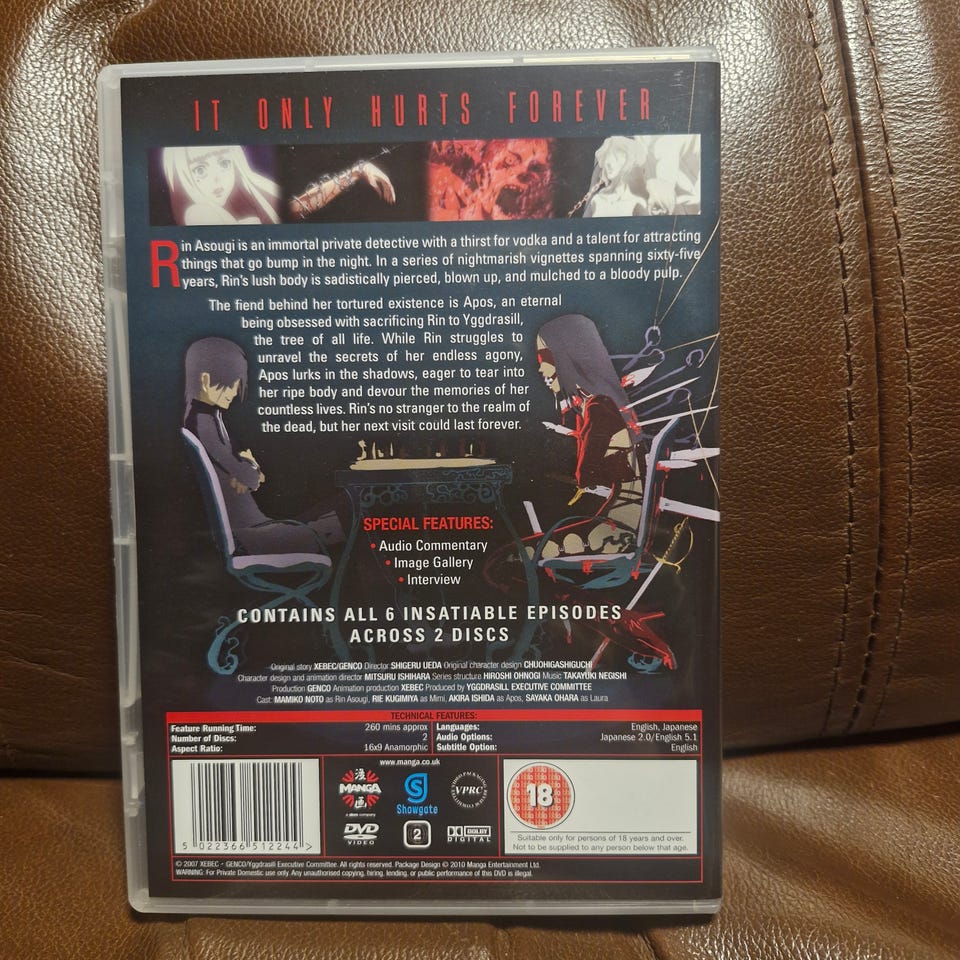 IT ONLY HURTS FOREVER
Rin Asougi is an immortal private detective with a thirst for vodka and a talent for attracting
things that go bump in the night. In a series of nightmarish vignettes spanning sixty-five
years, Rin's lush body is sadistically pierced, blown up, and mulched to a bloody pulp.
The fiend behind her tortured existence is Apos, an eternal
being obsessed with sacrificing Rin to Yggdrasill,
the tree of all life. While Rin struggles to
unravel the secrets of her endless agony,
Apos lurks in the shadows, eager to tear into
her ripe body and devour the memories of her
countless lives. Rin's no stranger to the realm of
the dead, but her next visit could last forever.
SPECIAL FEATURES:
• Audio Commentary
• Image Gallery
• Interview
CONTAINS ALL 6 INSATIABLE EPISODES
ACROSS 2 DISCS
Original story XEBEC/GENCO Director SHIGERU UEDA Original character design CHUOHIGASHIGUCHI
Character design and animation director MITSURU ISHIHARA Series structure HIROSHI OHNOGI Music TAKAYUKI NEGISHI
Production GENCO Animation production XEBEC Produced by YGGDRASILL EXECUTIVE COMMITTEE
Cast: MAMIKO NOTO as Rin Asougi, RIE KUGIMIYA as Mimi, AKIRA ISHIDA as Apos, SAYAKA OHARA as Laura
TECHNICAL FEATURES:
Feature Running Time: 260 mins approx
Number of Discs: 2
Aspect Ratio: 16x9 Anamorphic
Languages: English, Japanese
Audio Options: Japanese 2.0/English 5.1
Subtitle Option: English
www.manga.co.uk
漫
MANGA
画
Showgate
VIDEO PACKAGING REVIEW COMMITTEE
VPRC
DVD
VIDEO
2
DOLBY
DIGITAL
18
Suitable only for persons of 18 years and over.
Not to be supplied to any person below that age.
5 022366 512244 >
© 2007 XEBEC • GENCO/Yggdrasill Executive Committee. All rights reserved. Package Design © 2010 Manga Entertainment Ltd.
WARNING: For Private Domestic use only. Any unauthorised copying, hiring, lending, or public performance of this DVD is illegal.